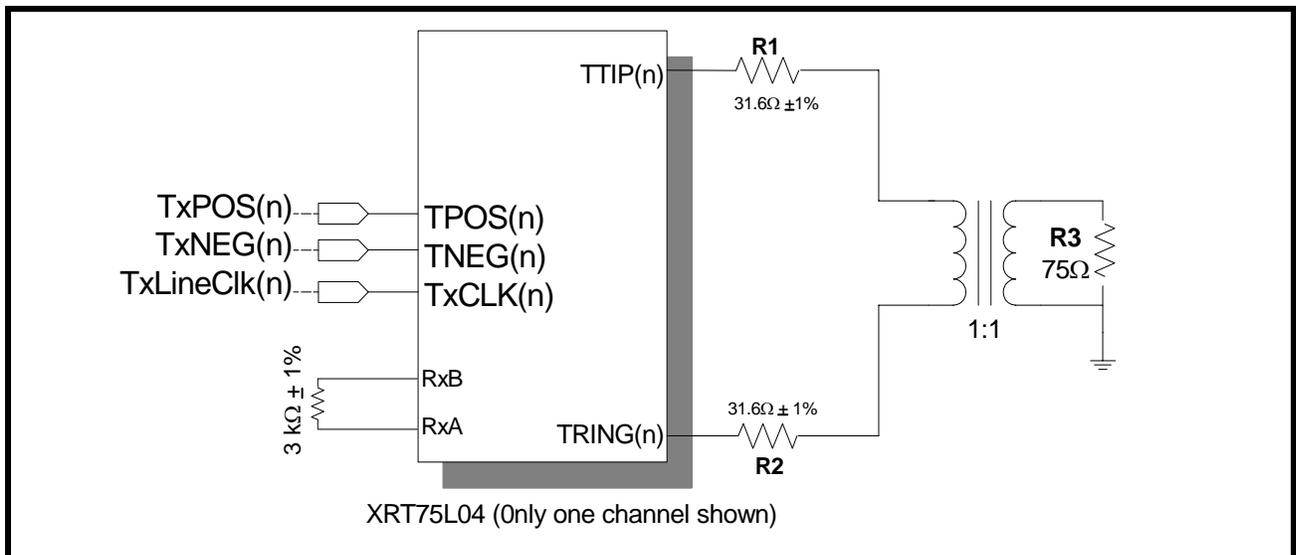 R1
TTIP(n)
31.6Ω ±1%
TxPOS(n)
TPOS(n)
TxNEG(n)
TNEG(n)
TxLineClk(n)
TxCLK(n)
R3
75Ω
1:1
3 kΩ ± 1%
RxB
RxA
31.6Ω ± 1%
TRING(n)
R2
XRT75L04 (0nly one channel shown)